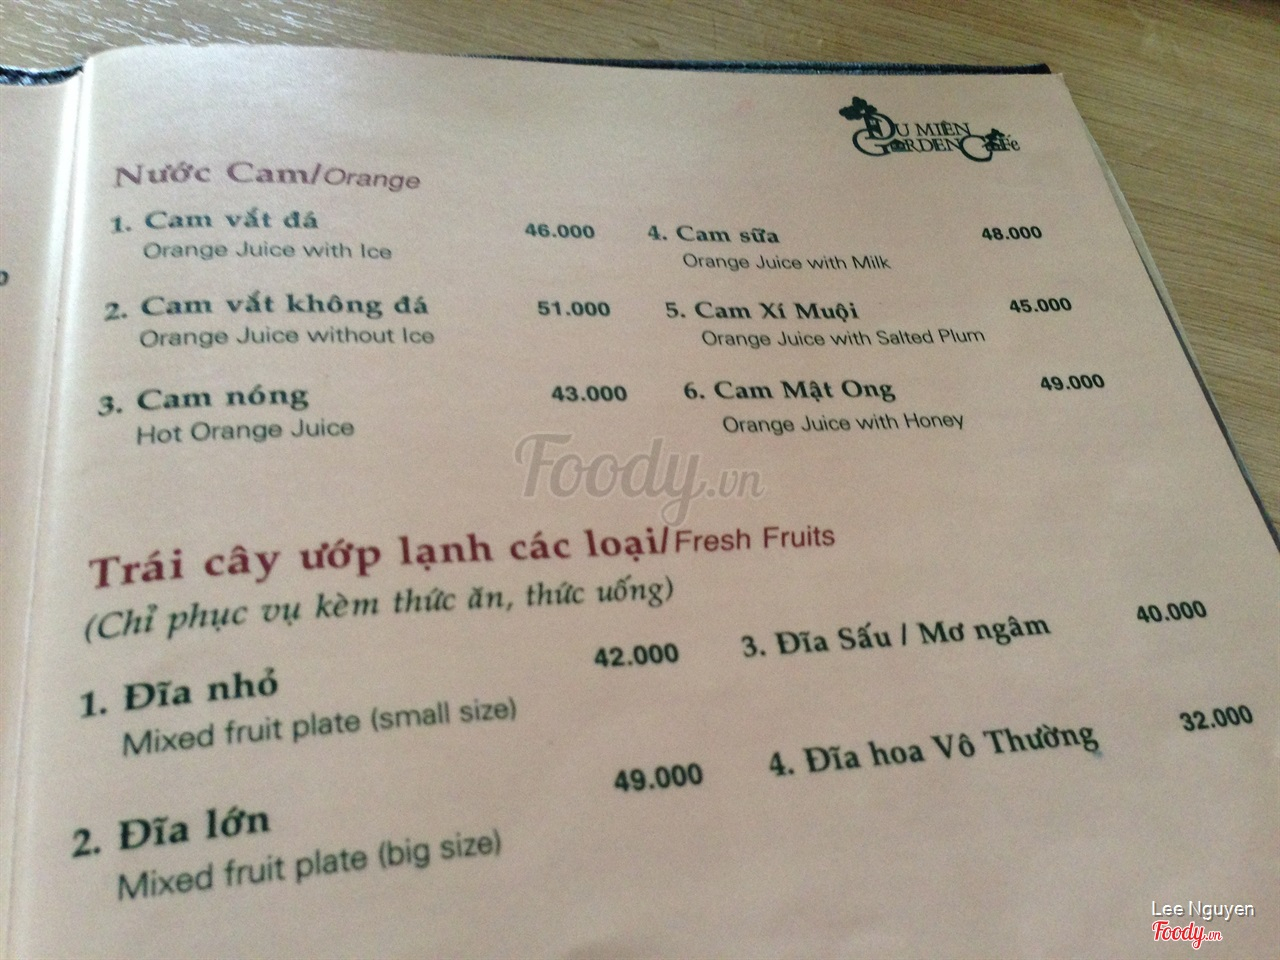 DU MIÊN
GARDEN CAFÉ
Nước Cam/Orange
1. Cam vắt đá 46.000
Orange Juice with Ice
2. Cam vắt không đá 51.000
Orange Juice without Ice
3. Cam nóng 43.000
Hot Orange Juice
4. Cam sữa 48.000
Orange Juice with Milk
5. Cam Xí Muội 45.000
Orange Juice with Salted Plum
6. Cam Mật Ong 49.000
Orange Juice with Honey
Foody.vn
Trái cây ướp lạnh các loại/Fresh Fruits
(Chỉ phục vụ kèm thức ăn, thức uống)
1. Đĩa nhỏ 42.000
Mixed fruit plate (small size)
2. Đĩa lớn 49.000
Mixed fruit plate (big size)
3. Đĩa Sấu / Mơ ngâm 40.000
4. Đĩa hoa Vô Thường 32.000
Lee Nguyen
Foody.vn